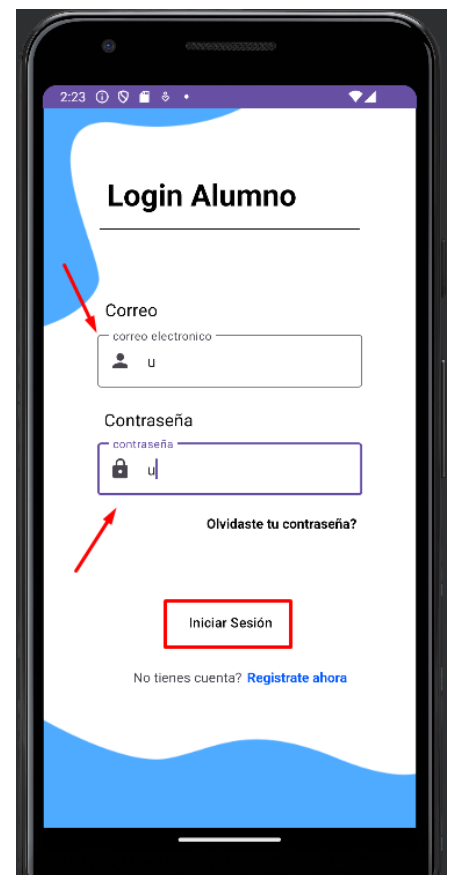 2:23
Login Alumno
Correo
correo electronico
u
Contraseña
contraseña
u
Olvidaste tu contraseña?
Iniciar Sesión
No tienes cuenta? Registrate ahora